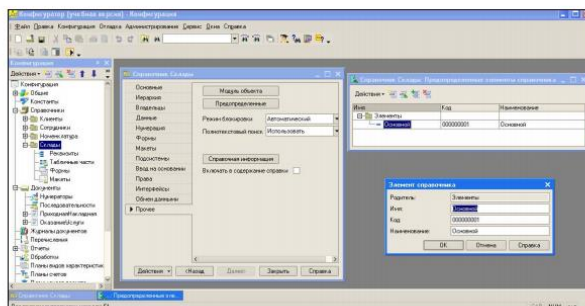 Конфигуратор (учебная версия) - [Конфигурация]
Файл Правка Конфигурация Отладка Администрирование Сервис Окна Справка
Конфигурация
Действия
Конфигурация
Общие
Константы
Справочники
Клиенты
Сотрудники
Номенклатура
Склады
Реквизиты
Табличные части
Формы
Макеты
Документы
Нумераторы
Последовательности
ПриходнаяНакладная
ОказаниеУслуги
Журналы документов
Перечисления
Отчеты
Обработки
Планы видов характеристик
Планы счетов
Справочник Склады
Основные
Иерархия
Владельцы
Данные
Нумерация
Формы
Макеты
Подсистемы
Ввод на основании
Права
Интерфейсы
Обмен данными
Прочее
Модуль объекта
Предопределенные
Режим блокировки Автоматический
Полнотекстовый поиск Использовать
Справочная информация
Включать в содержание справки
Действия <Назад Далее> Закрыть Справка
Справочник Склады: Предопределенные элементы справочника
Действия
Имя Код Наименование
Элементы
Основной 000000001 Основной
Элемент справочника
Родитель: Элементы
Имя: Основной
Код: 000000001
Наименование: Основной
OK Отмена Справка
Справочник Склады
Предопределенные эле...